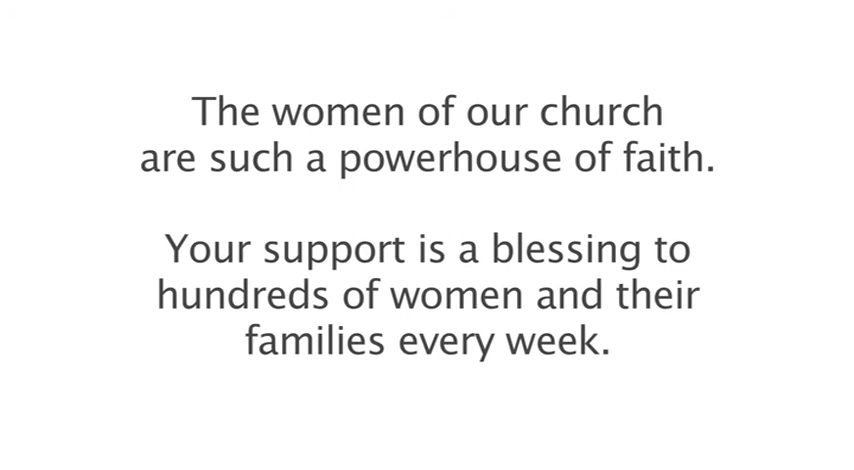 The women of our church
are such a powerhouse of faith.
Your support is a blessing to
hundreds of women and their
families every week.